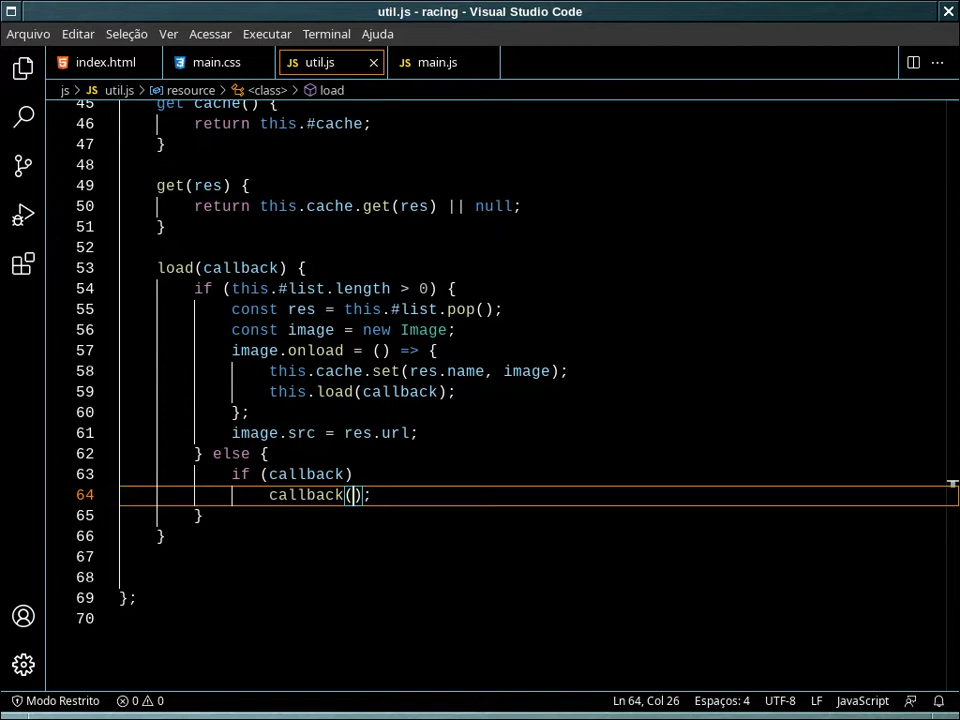 util.js - racing - Visual Studio Code
Arquivo Editar Seleção Ver Acessar Executar Terminal Ajuda
index.html main.css JS util.js JS main.js
js > JS util.js > resource > <class> > load
45 get cache() {
46 return this.#cache;
47 }
48
49 get(res) {
50 return this.cache.get(res) || null;
51 }
52
53 load(callback) {
54 if (this.#list.length > 0) {
55 const res = this.#list.pop();
56 const image = new Image;
57 image.onload = () => {
58 this.cache.set(res.name, image);
59 this.load(callback);
60 };
61 image.src = res.url;
62 } else {
63 if (callback)
64 callback();
65 }
66 }
67
68
69 };
70
Modo Restrito 0 0 Ln 64, Col 26 Espaços: 4 UTF-8 LF JavaScript